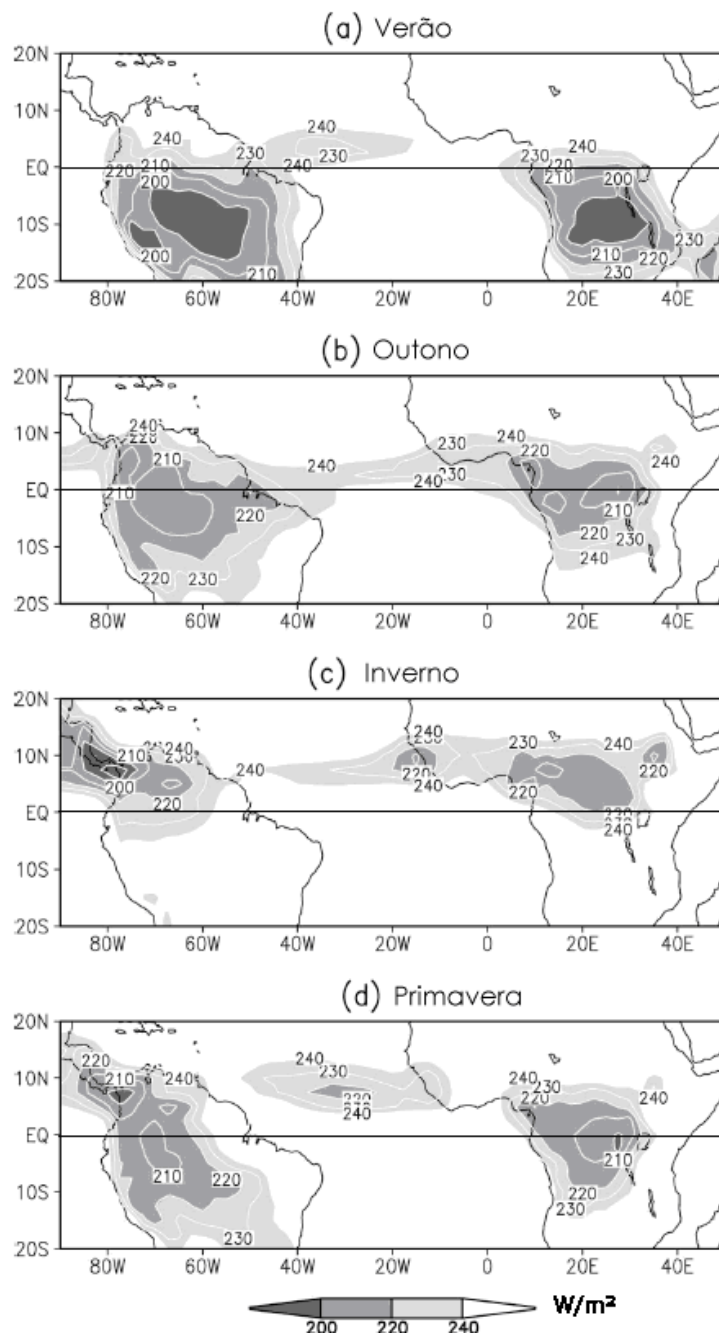 (a) Verão
20N
10N
EQ
10S
20S
240 240 230 230 240 220 210 200 200 210
240 230 220 210 200 230 220 210 230
80W 60W 40W 20W 0 20E 40E
(b) Outono
20N
10N
EQ
10S
20S
240 220 210 210 220 220 230 240
230 240 230 240 220 240 210 220 230 240
80W 60W 40W 20W 0 20E 40E
(c) Inverno
20N
10N
EQ
10S
20S
210 240 240 230 200 220 240
240 230 220 240 230 220 240 220 240
80W 60W 40W 20W 0 20E 40E
(d) Primavera
20N
10N
EQ
10S
20S
220 210 240 210 220 230
240 230 220 240 240 230 220 240 210 220 230
80W 60W 40W 20W 0 20E 40E
200 220 240 W/m²